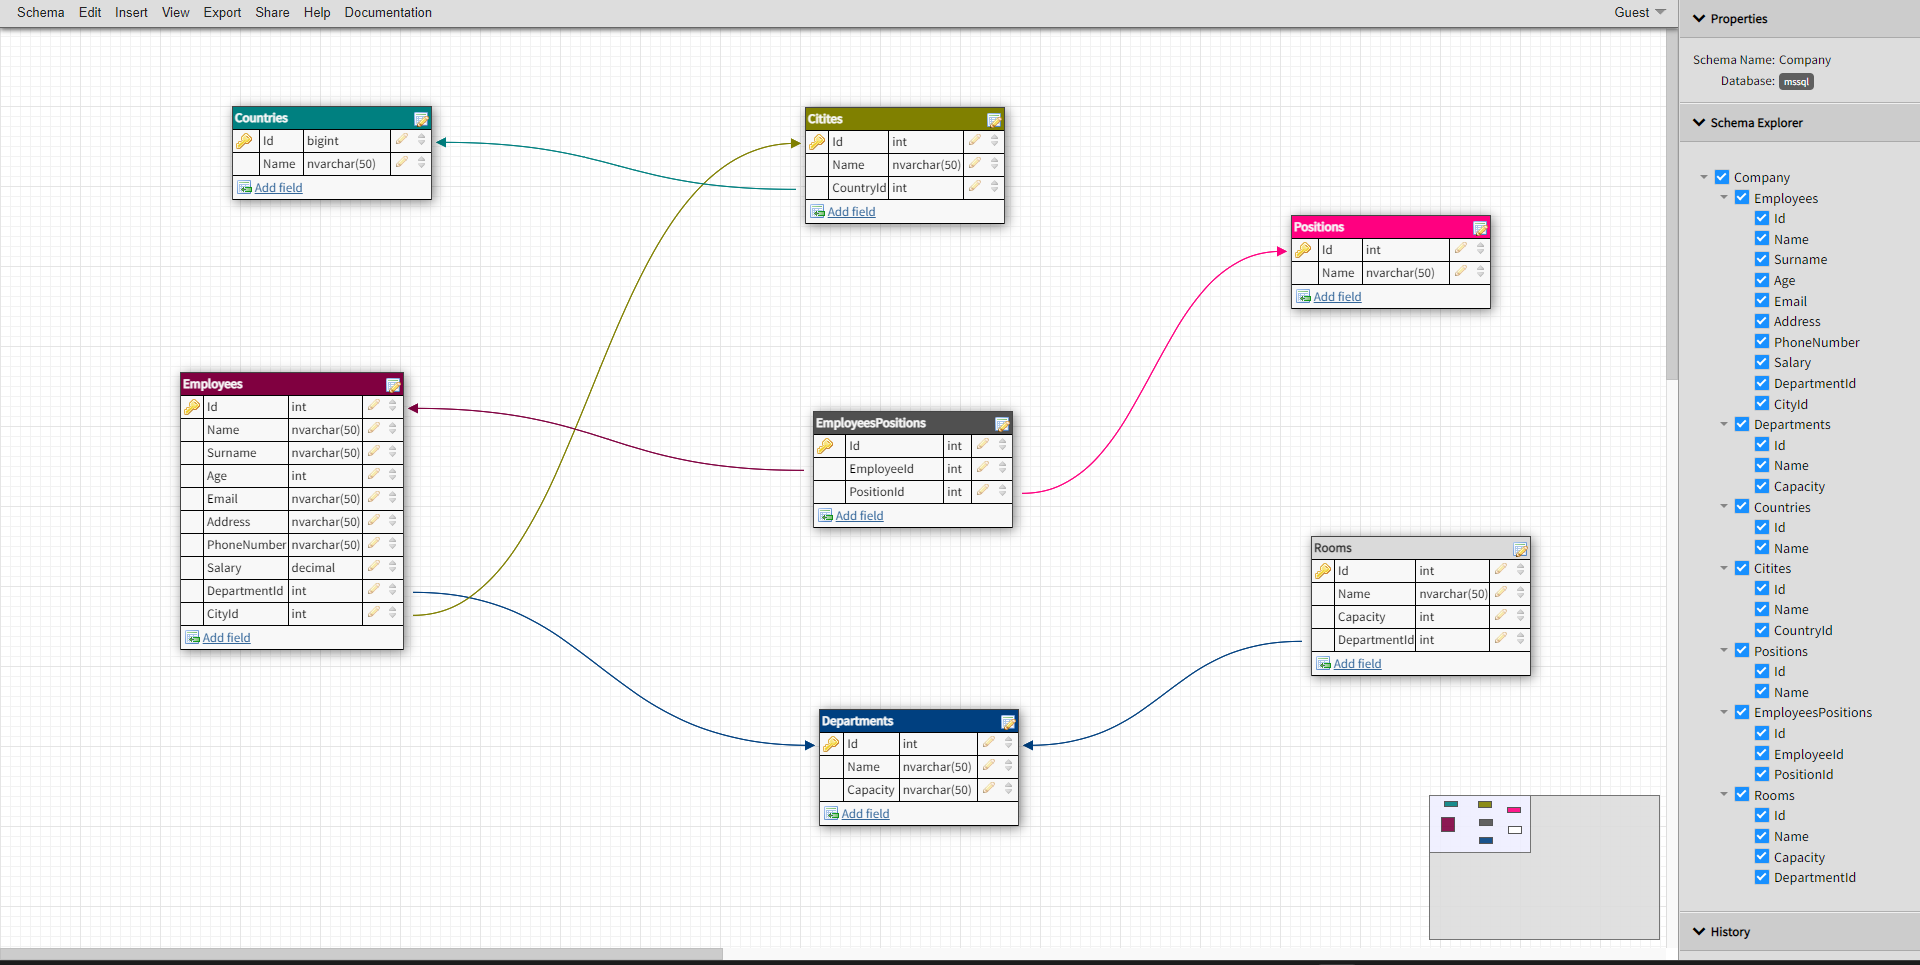 Schema Edit Insert View Export Share Help Documentation Guest
Countries
Id bigint
Name nvarchar(50)
Add field
Citites
Id int
Name nvarchar(50)
CountryId int
Add field
Positions
Id int
Name nvarchar(50)
Add field
Employees
Id int
Name nvarchar(50)
Surname nvarchar(50)
Age int
Email nvarchar(50)
Address nvarchar(50)
PhoneNumber nvarchar(50)
Salary decimal
DepartmentId int
CityId int
Add field
EmployeesPositions
Id int
EmployeeId int
PositionId int
Add field
Rooms
Id int
Name nvarchar(50)
Capacity int
DepartmentId int
Add field
Departments
Id int
Name nvarchar(50)
Capacity nvarchar(50)
Add field
Properties
Schema Name: Company
Database: mssql
Schema Explorer
Company
Employees
Id
Name
Surname
Age
Email
Address
PhoneNumber
Salary
DepartmentId
CityId
Departments
Id
Name
Capacity
Countries
Id
Name
Citites
Id
Name
CountryId
Positions
Id
Name
EmployeesPositions
Id
EmployeeId
PositionId
Rooms
Id
Name
Capacity
DepartmentId
History